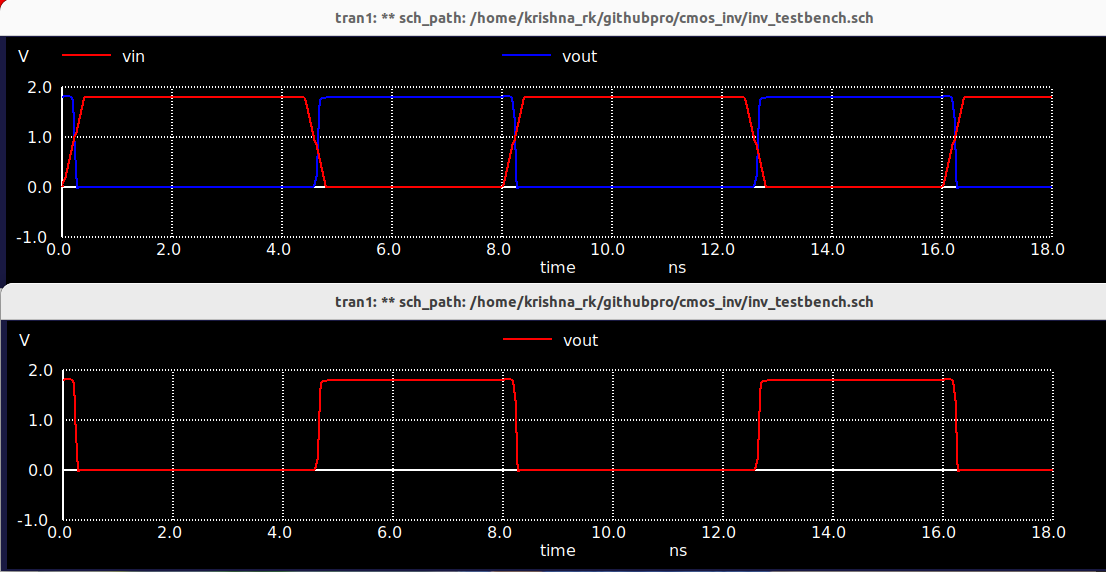 tran1: ** sch_path: /home/krishna_rk/githubpro/cmos_inv/inv_testbench.sch
V vin vout
2.0
1.0
0.0
-1.0
0.0 2.0 4.0 6.0 8.0 10.0 12.0 14.0 16.0 18.0
time ns
tran1: ** sch_path: /home/krishna_rk/githubpro/cmos_inv/inv_testbench.sch
V vout
2.0
1.0
0.0
-1.0
0.0 2.0 4.0 6.0 8.0 10.0 12.0 14.0 16.0 18.0
time ns